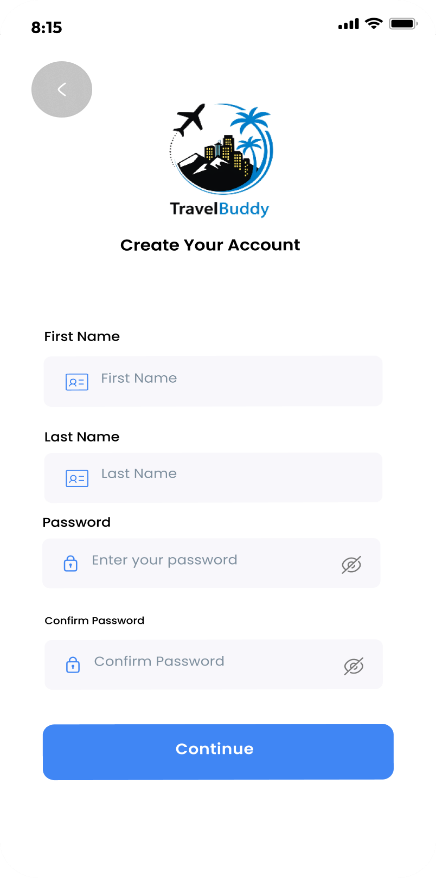 8:15
TravelBuddy
Create Your Account
First Name
First Name
Last Name
Last Name
Password
Enter your password
Confirm Password
Confirm Password
Continue